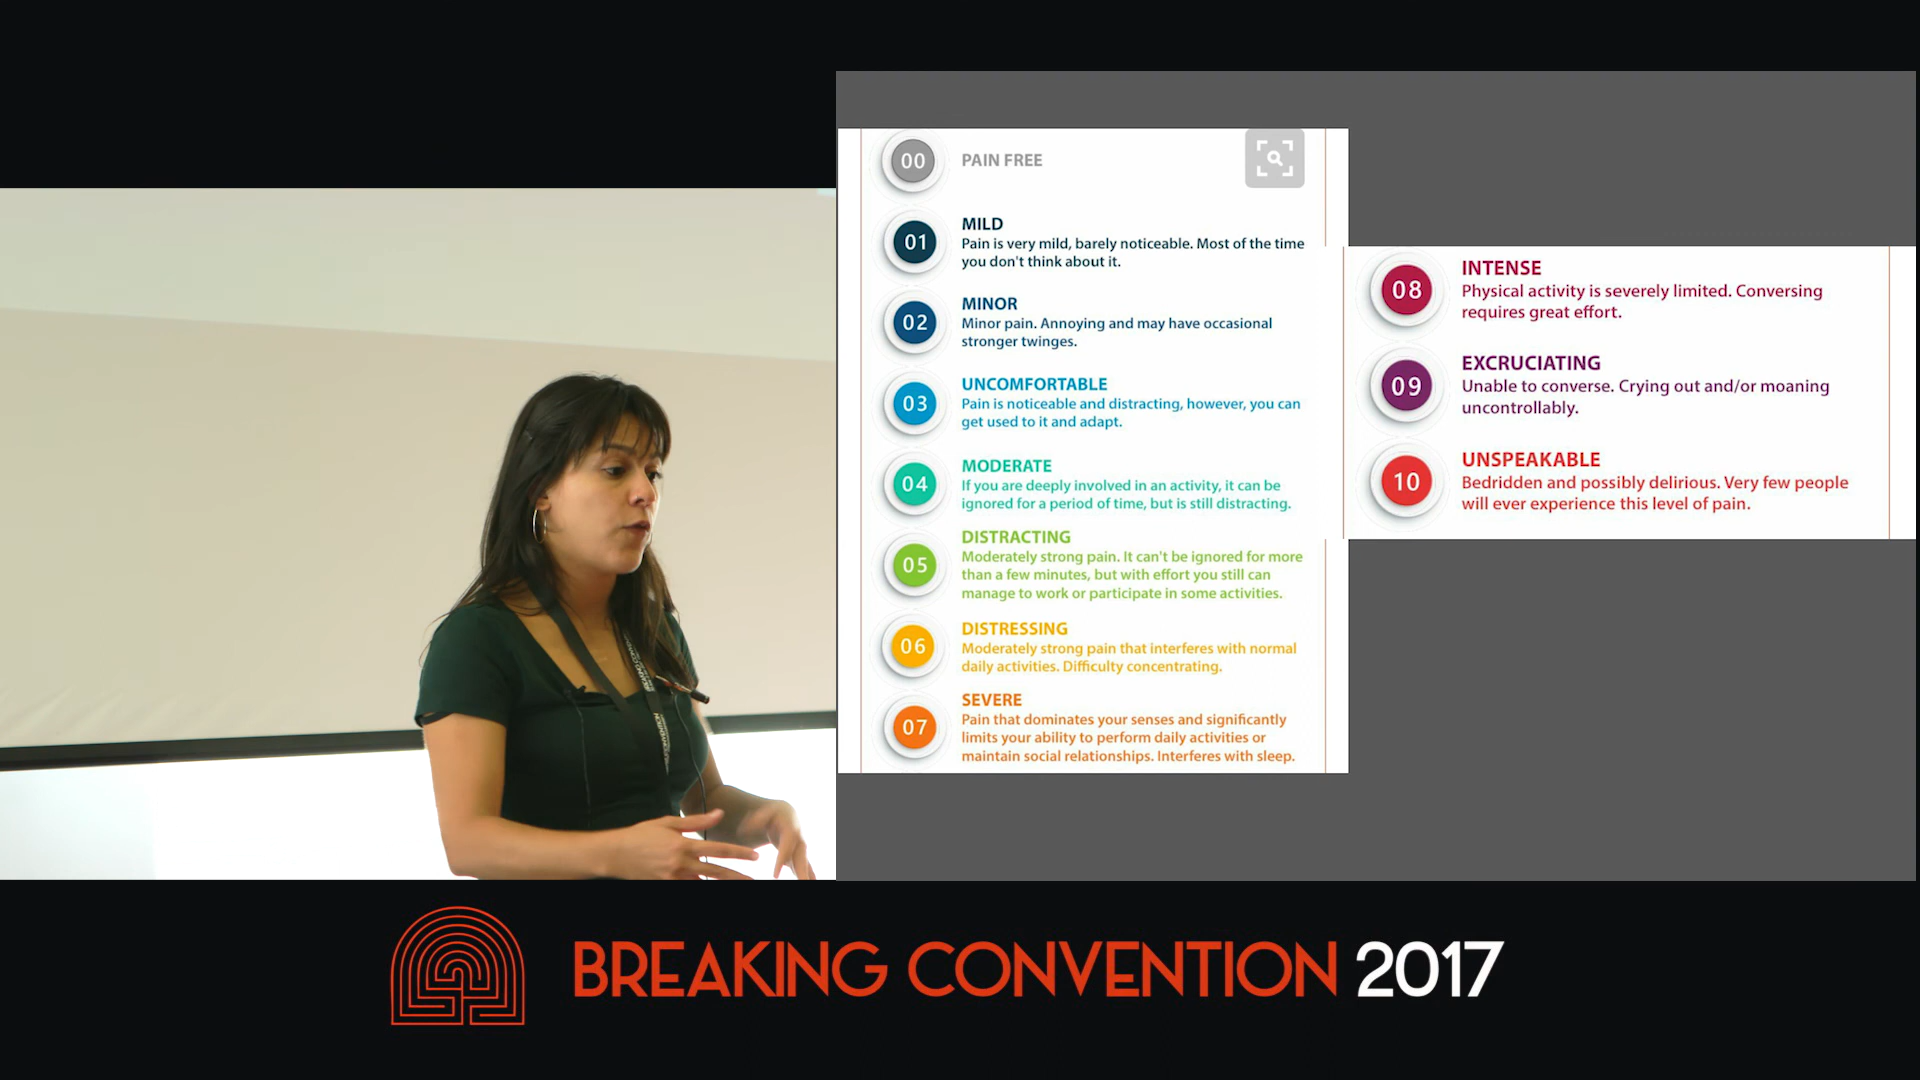 00
PAIN FREE
01
MILD
Pain is very mild, barely noticeable. Most of the time
you don't think about it.
02
MINOR
Minor pain. Annoying and may have occasional
stronger twinges.
03
UNCOMFORTABLE
Pain is noticeable and distracting, however, you can
get used to it and adapt.
04
MODERATE
If you are deeply involved in an activity, it can be
ignored for a period of time, but is still distracting.
05
DISTRACTING
Moderately strong pain. It can't be ignored for more
than a few minutes, but with effort you still can
manage to work or participate in some activities.
06
DISTRESSING
Moderately strong pain that interferes with normal
daily activities. Difficulty concentrating.
07
SEVERE
Pain that dominates your senses and significantly
limits your ability to perform daily activities or
maintain social relationships. Interferes with sleep.
08
INTENSE
Physical activity is severely limited. Conversing
requires great effort.
09
EXCRUCIATING
Unable to converse. Crying out and/or moaning
uncontrollably.
10
UNSPEAKABLE
Bedridden and possibly delirious. Very few people
will ever experience this level of pain.
BREAKING CONVENTION 2017